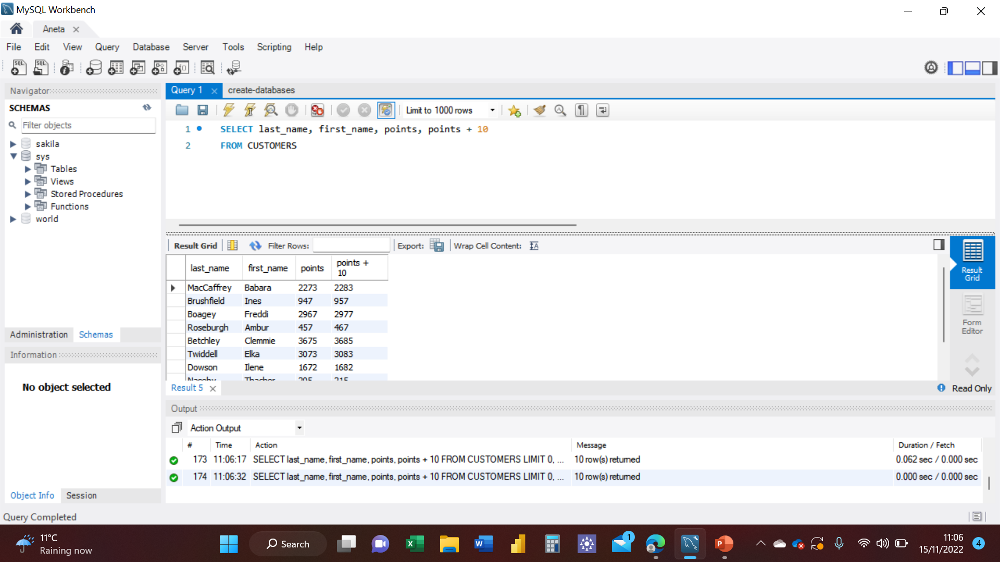 MySQL Workbench
Aneta
File Edit View Query Database Server Tools Scripting Help
Navigator
SCHEMAS
Filter objects
sakila
sys
Tables
Views
Stored Procedures
Functions
world
Administration Schemas
Information
No object selected
Object Info Session
Query 1 create-databases
Limit to 1000 rows
1 SELECT last_name, first_name, points, points + 10
2 FROM CUSTOMERS
Result Grid Filter Rows: Export: Wrap Cell Content:
last_name first_name points points + 10
MacCaffrey Babara 2273 2283
Brushfield Ines 947 957
Boagey Freddi 2967 2977
Roseburgh Ambur 457 467
Betchley Clemmie 3675 3685
Twiddell Elka 3073 3083
Dowson Ilene 1672 1682
Result Grid
Form Editor
Result 5 Read Only
Output
Action Output
# Time Action Message Duration / Fetch
173 11:06:17 SELECT last_name, first_name, points, points + 10 FROM CUSTOMERS LIMIT 0, ... 10 row(s) returned 0.062 sec / 0.000 sec
174 11:06:32 SELECT last_name, first_name, points, points + 10 FROM CUSTOMERS LIMIT 0, ... 10 row(s) returned 0.000 sec / 0.000 sec
Query Completed
11°C
Raining now
Search
1
11:06
15/11/2022
4